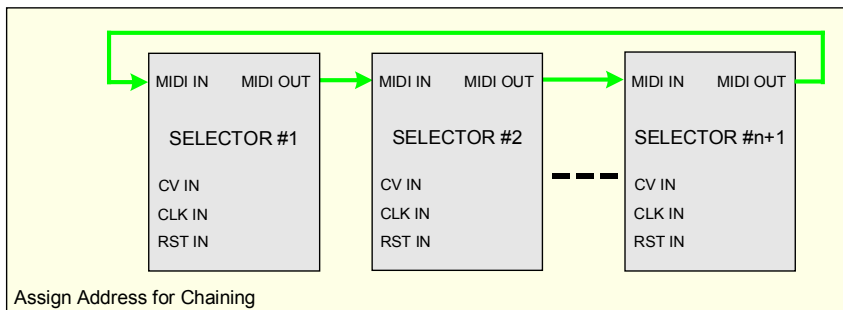 MIDI IN MIDI OUT
SELECTOR #1
CV IN
CLK IN
RST IN
MIDI IN MIDI OUT
SELECTOR #2
CV IN
CLK IN
RST IN
MIDI IN MIDI OUT
SELECTOR #n+1
CV IN
CLK IN
RST IN
Assign Address for Chaining